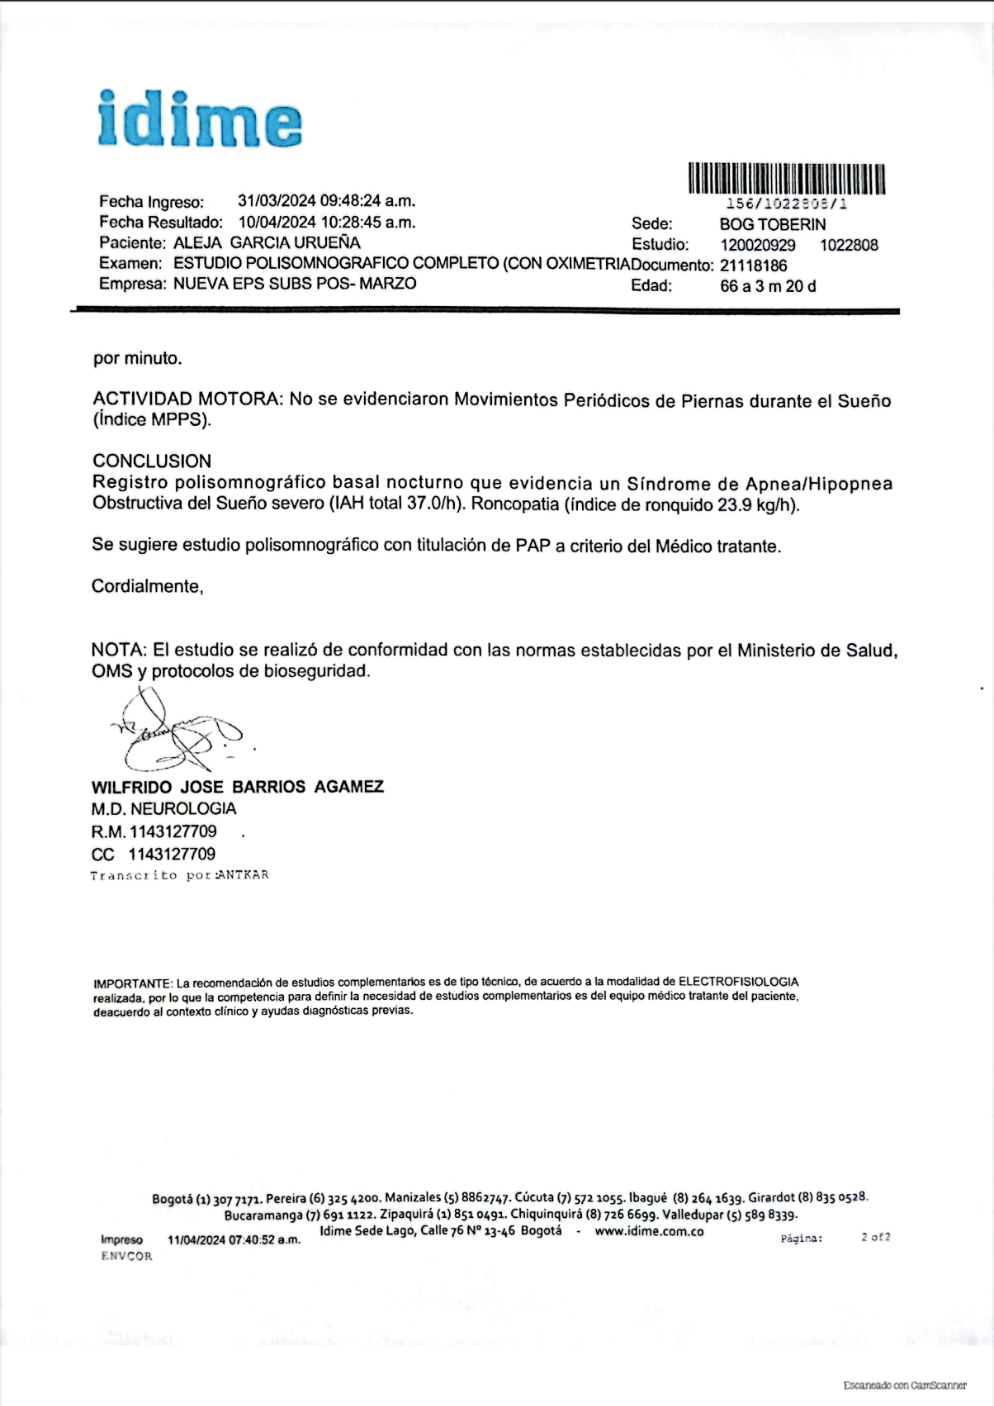 idime
156/1022808/1
Fecha Ingreso: 31/03/2024 09:48:24 a.m.
Fecha Resultado: 10/04/2024 10:28:45 a.m. Sede: BOG TOBERIN
Paciente: ALEJA GARCIA URUEÑA Estudio: 120020929 1022808
Examen: ESTUDIO POLISOMNOGRAFICO COMPLETO (CON OXIMETRIADocumento: 21118186
Empresa: NUEVA EPS SUBS POS- MARZO Edad: 66 a 3 m 20 d
por minuto.
ACTIVIDAD MOTORA: No se evidenciaron Movimientos Periódicos de Piernas durante el Sueño
(Índice MPPS).
CONCLUSION
Registro polisomnográfico basal nocturno que evidencia un Síndrome de Apnea/Hipopnea
Obstructiva del Sueño severo (IAH total 37.0/h). Roncopatia (índice de ronquido 23.9 kg/h).
Se sugiere estudio polisomnográfico con titulación de PAP a criterio del Médico tratante.
Cordialmente,
NOTA: El estudio se realizó de conformidad con las normas establecidas por el Ministerio de Salud,
OMS y protocolos de bioseguridad.
WILFRIDO JOSE BARRIOS AGAMEZ
M.D. NEUROLOGIA
R.M. 1143127709 .
CC 1143127709
Transcrito por:ANTKAR
IMPORTANTE: La recomendación de estudios complementarios es de tipo técnico, de acuerdo a la modalidad de ELECTROFISIOLOGIA
realizada, por lo que la competencia para definir la necesidad de estudios complementarios es del equipo médico tratante del paciente,
deacuerdo al contexto clínico y ayudas diagnósticas previas.
Bogotá (1) 307 7171. Pereira (6) 325 4200. Manizales (5) 8862747. Cúcuta (7) 572 1055. Ibagué (8) 264 1639. Girardot (8) 835 0528.
Bucaramanga (7) 691 1122. Zipaquirá (1) 851 0491. Chiquinquirá (8) 726 6699. Valledupar (5) 589 8339.
Idime Sede Lago, Calle 76 N° 13-46 Bogotá - www.idime.com.co
Impreso 11/04/2024 07:40:52 a.m. Página: 2 of2
ENVCOR
Escaneado con CamScanner